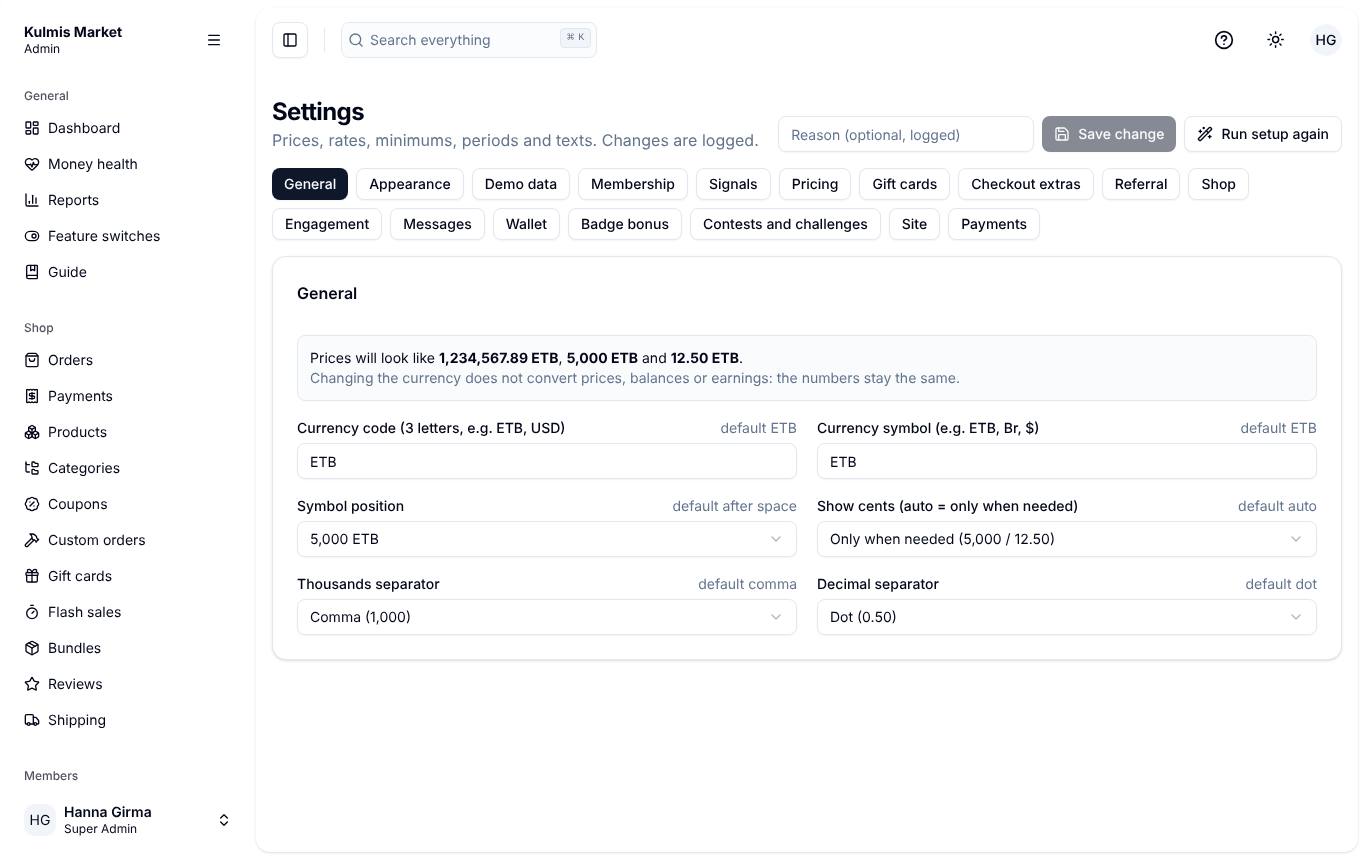 Kulmis Market
Admin
General
Dashboard
Money health
Reports
Feature switches
Guide
Shop
Orders
Payments
Products
Categories
Coupons
Custom orders
Gift cards
Flash sales
Bundles
Reviews
Shipping
Members
HG
Hanna Girma
Super Admin
Search everything
⌘ K
HG
Settings
Prices, rates, minimums, periods and texts. Changes are logged.
Reason (optional, logged)
Save change
Run setup again
General Appearance Demo data Membership Signals Pricing Gift cards Checkout extras Referral Shop
Engagement Messages Wallet Badge bonus Contests and challenges Site Payments
General
Prices will look like 1,234,567.89 ETB, 5,000 ETB and 12.50 ETB.
Changing the currency does not convert prices, balances or earnings: the numbers stay the same.
Currency code (3 letters, e.g. ETB, USD) default ETB
ETB
Currency symbol (e.g. ETB, Br, $) default ETB
ETB
Symbol position default after space
5,000 ETB
Show cents (auto = only when needed) default auto
Only when needed (5,000 / 12.50)
Thousands separator default comma
Comma (1,000)
Decimal separator default dot
Dot (0.50)